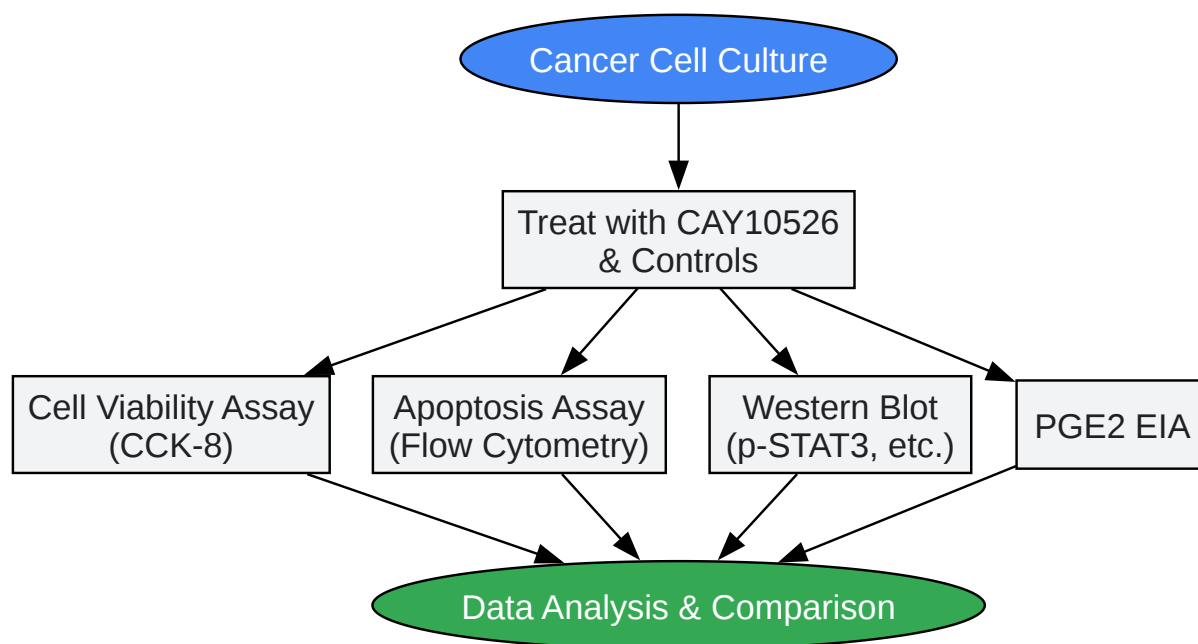 Cancer Cell Culture
Treat with CAY10526
& Controls
Cell Viability Assay
(CCK-8)
Apoptosis Assay
(Flow Cytometry)
Western Blot
(p-STAT3, etc.)
PGE2 EIA
Data Analysis & Comparison